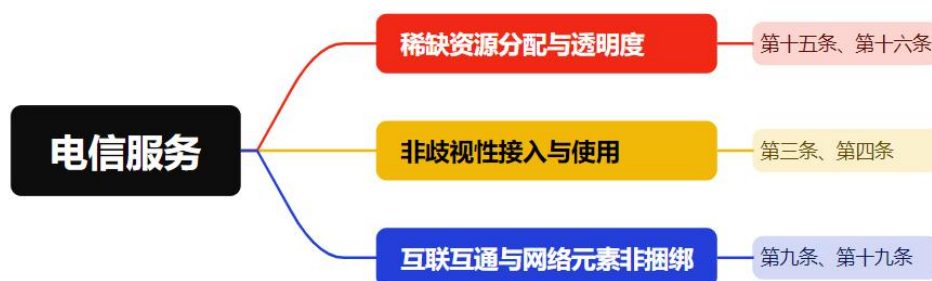 电信服务
稀缺资源分配与透明度
第十五条、第十六条
非歧视性接入与使用
第三条、第四条
互联互通与网络元素非捆绑
第九条、第十九条